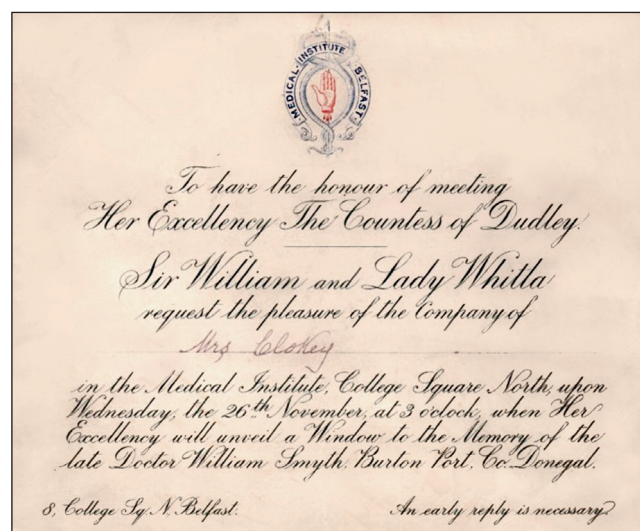 MEDICAL · INSTITUTE · BELFAST ·
To have the honour of meeting
Her Excellency The Countess of Dudley.
Sir William and Lady Whitla
request the pleasure of the Company of
Mrs Clokey
in the Medical Institute, College Square North, upon
Wednesday, the 26th November, at 3 o'clock, when Her
Excellency will unveil a Window to the Memory of the
late Doctor William Smyth, Burton Port, Co. Donegal.
8, College Sq. N. Belfast. An early reply is necessary.